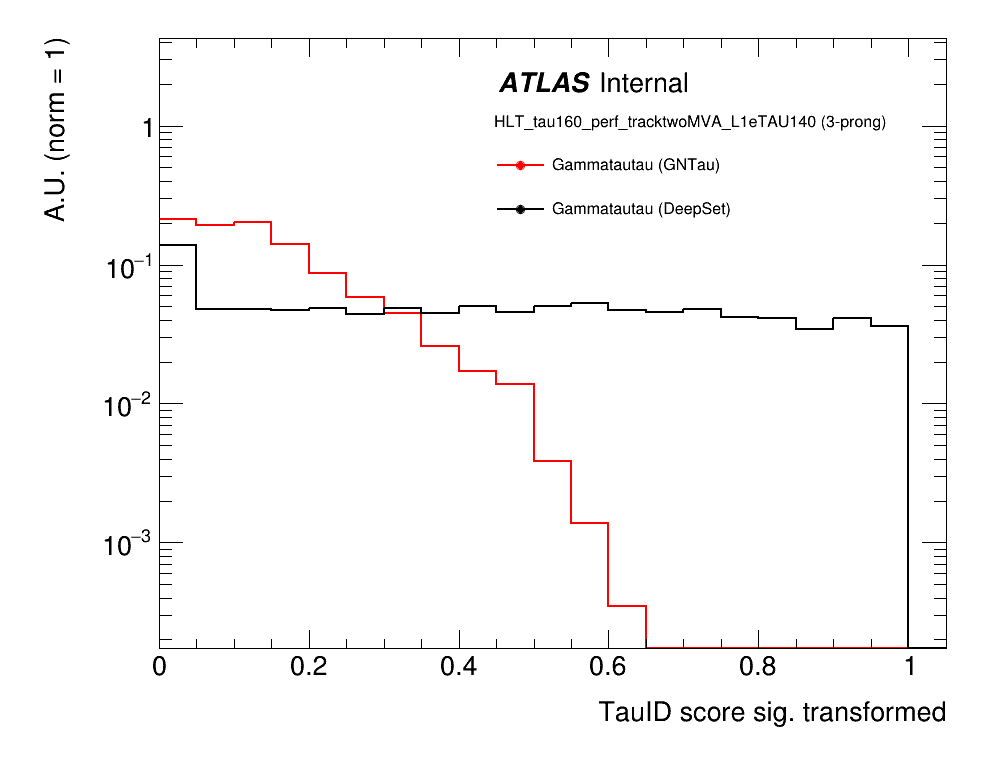 A.U. (norm = 1)
ATLAS Internal
HLT_tau160_perf_tracktwoMVA_L1eTAU140 (3-prong)
Gammatautau (GNTau)
Gammatautau (DeepSet)
1
10⁻¹
10⁻²
10⁻³
0 0.2 0.4 0.6 0.8 1
TauID score sig. transformed